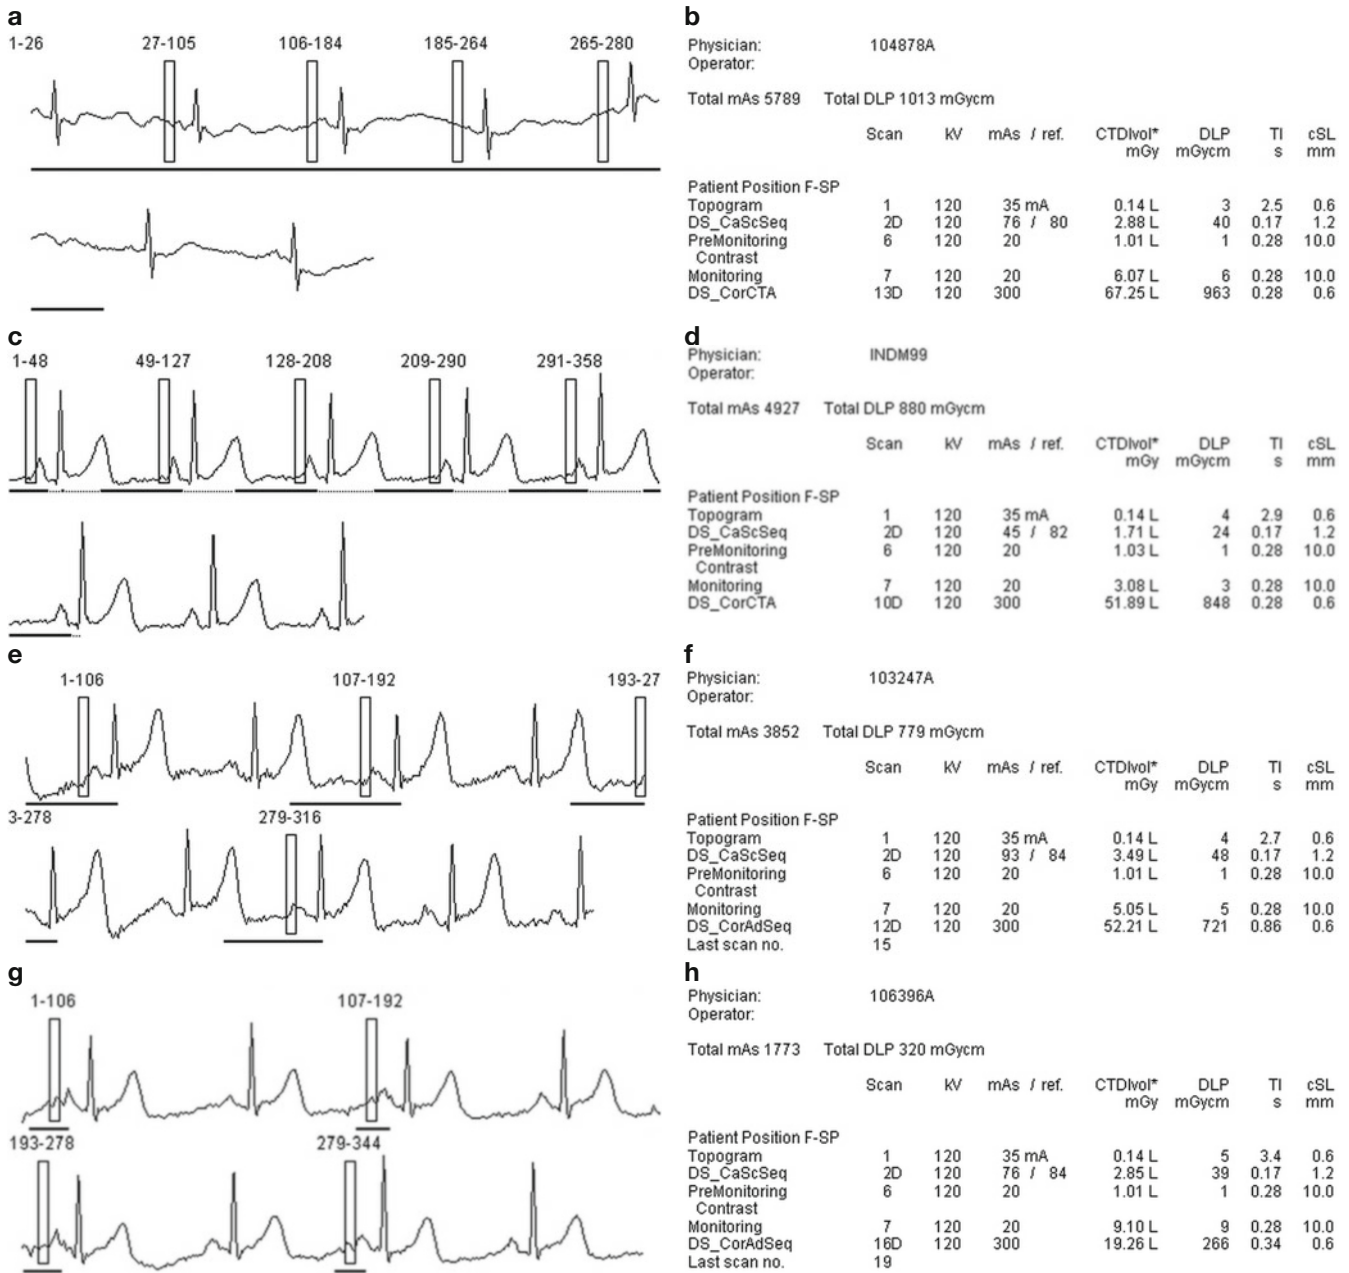 a
1-26 27-105 106-184 185-264 265-280
b
Physician: 104878A
Operator:
Total mAs 5789 Total DLP 1013 mGycm
Scan kV mAs / ref. CTDIvol* DLP TI cSL
mGy mGycm s mm
Patient Position F-SP
Topogram 1 120 35 mA 0.14 L 3 2.5 0.6
DS_CaScSeq 2D 120 76 / 80 2.88 L 40 0.17 1.2
PreMonitoring 6 120 20 1.01 L 1 0.28 10.0
Contrast
Monitoring 7 120 20 6.07 L 6 0.28 10.0
DS_CorCTA 13D 120 300 67.25 L 963 0.28 0.6
c
1-48 49-127 128-208 209-290 291-358
d
Physician: INDM99
Operator:
Total mAs 4927 Total DLP 880 mGycm
Scan kV mAs / ref. CTDIvol* DLP TI cSL
mGy mGycm s mm
Patient Position F-SP
Topogram 1 120 35 mA 0.14 L 4 2.9 0.6
DS_CaScSeq 2D 120 45 / 82 1.71 L 24 0.17 1.2
PreMonitoring 6 120 20 1.03 L 1 0.28 10.0
Contrast
Monitoring 7 120 20 3.08 L 3 0.28 10.0
DS_CorCTA 10D 120 300 51.89 L 848 0.28 0.6
e
1-106 107-192 193-27
3-278 279-316
f
Physician: 103247A
Operator:
Total mAs 3852 Total DLP 779 mGycm
Scan kV mAs / ref. CTDIvol* DLP TI cSL
mGy mGycm s mm
Patient Position F-SP
Topogram 1 120 35 mA 0.14 L 4 2.7 0.6
DS_CaScSeq 2D 120 93 / 84 3.49 L 48 0.17 1.2
PreMonitoring 6 120 20 1.01 L 1 0.28 10.0
Contrast
Monitoring 7 120 20 5.05 L 5 0.28 10.0
DS_CorAdSeq 12D 120 300 52.21 L 721 0.86 0.6
Last scan no. 15
g
1-106 107-192
193-278 279-344
h
Physician: 106396A
Operator:
Total mAs 1773 Total DLP 320 mGycm
Scan kV mAs / ref. CTDIvol* DLP TI cSL
mGy mGycm s mm
Patient Position F-SP
Topogram 1 120 35 mA 0.14 L 5 3.4 0.6
DS_CaScSeq 2D 120 76 / 84 2.85 L 39 0.17 1.2
PreMonitoring 6 120 20 1.01 L 1 0.28 10.0
Contrast
Monitoring 7 120 20 9.10 L 9 0.28 10.0
DS_CorAdSeq 16D 120 300 19.26 L 266 0.34 0.6
Last scan no. 19